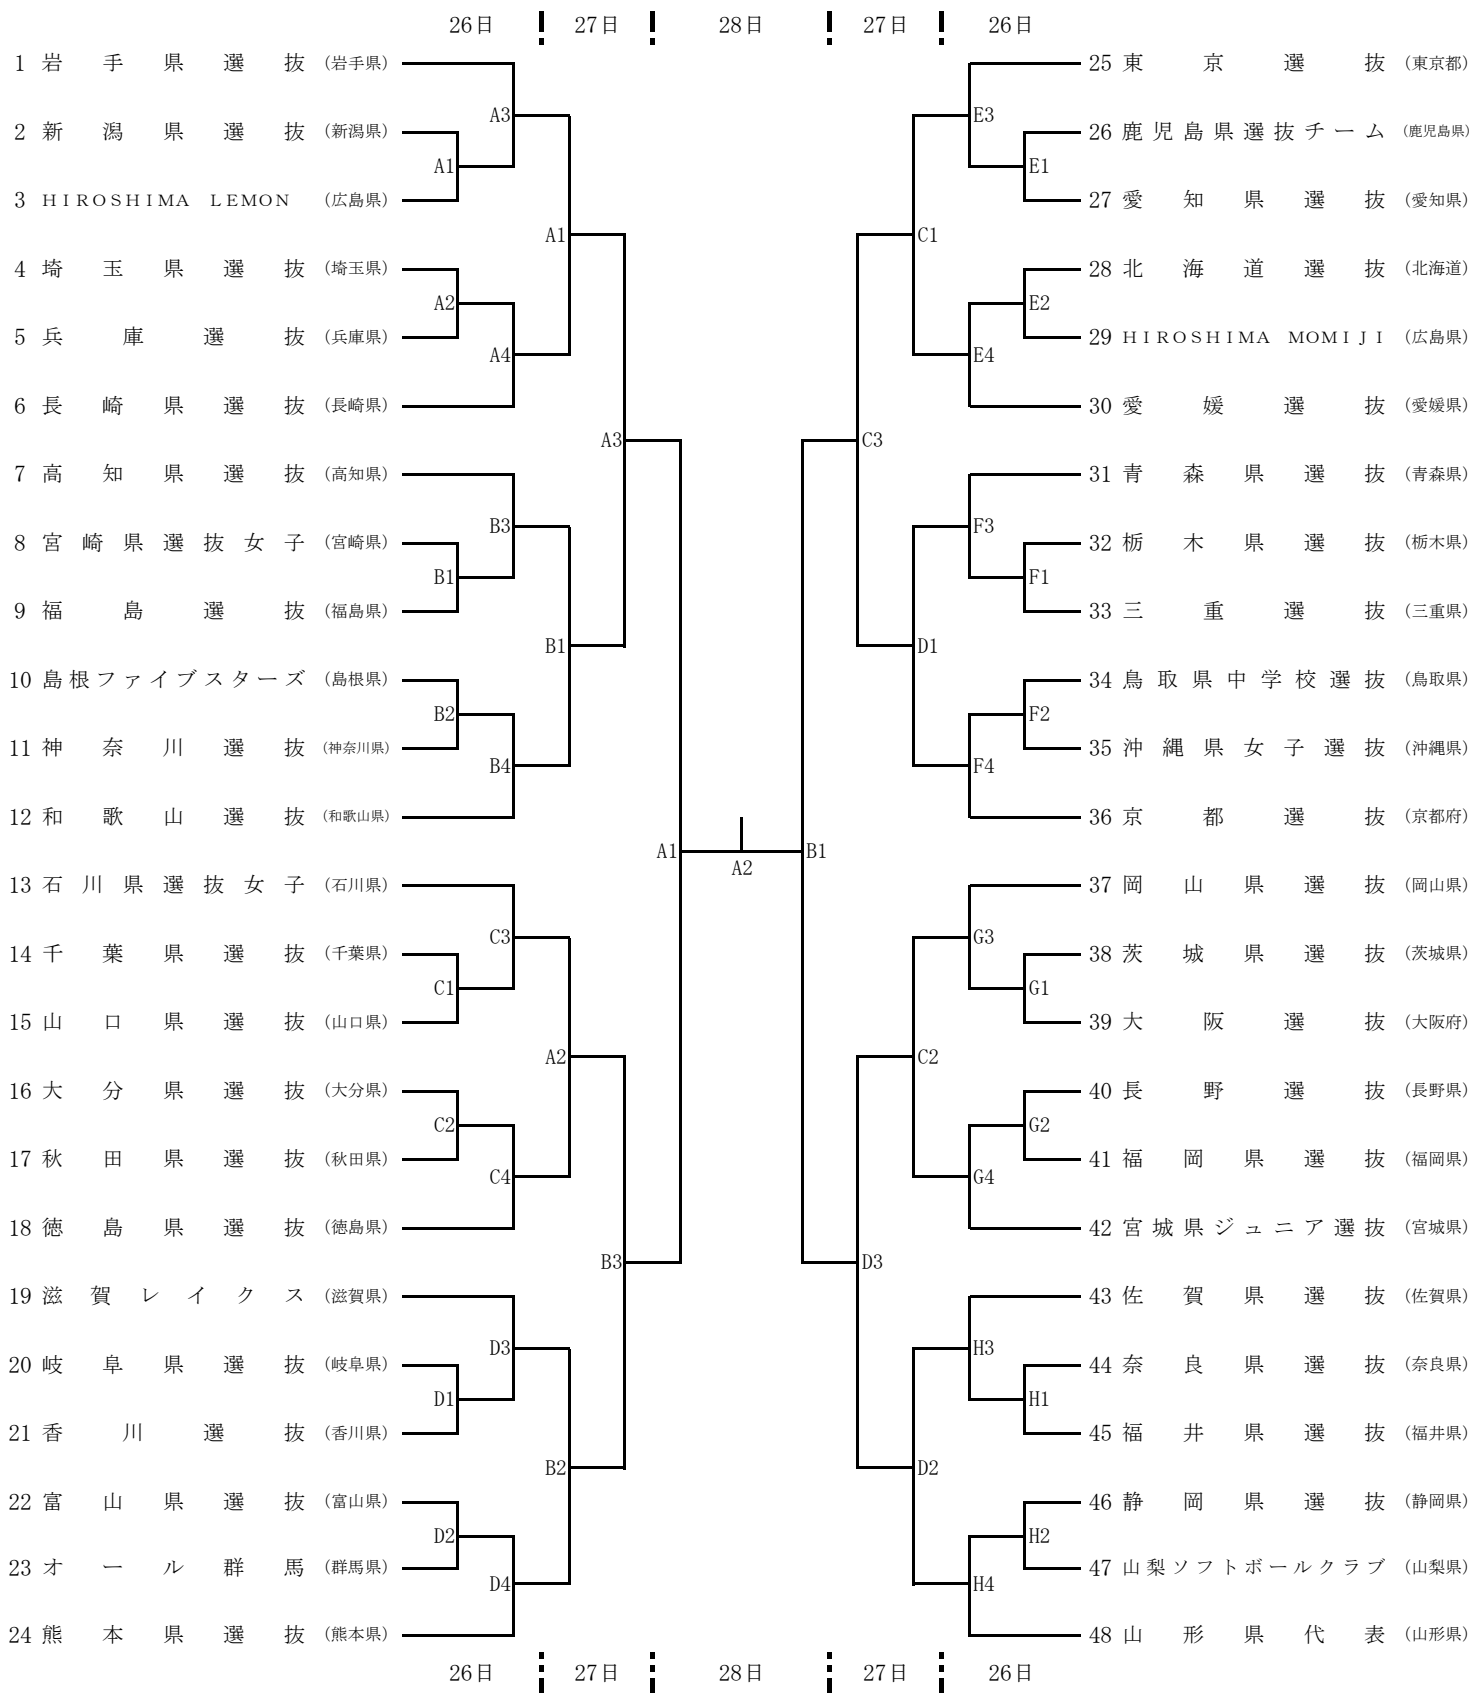 26日 27日 28日 27日 26日
1 岩手県選抜 (岩手県) 25 東京選抜 (東京都)
A3 E3
2 新潟県選抜 (新潟県) 26 鹿児島県選抜チーム (鹿児島県)
A1 E1
3 HIROSHIMA LEMON (広島県) 27 愛知県選抜 (愛知県)
A1 C1
4 埼玉県選抜 (埼玉県) 28 北海道選抜 (北海道)
A2 E2
5 兵庫選抜 (兵庫県) 29 HIROSHIMA MOMIJI (広島県)
A4 E4
6 長崎県選抜 (長崎県) 30 愛媛選抜 (愛媛県)
A3 C3
7 高知県選抜 (高知県) 31 青森県選抜 (青森県)
B3 F3
8 宮崎県選抜女子 (宮崎県) 32 栃木県選抜 (栃木県)
B1 F1
9 福島選抜 (福島県) 33 三重選抜 (三重県)
B1 D1
10 島根ファイブスターズ (島根県) 34 鳥取県中学校選抜 (鳥取県)
B2 F2
11 神奈川選抜 (神奈川県) 35 沖縄県女子選抜 (沖縄県)
B4 F4
12 和歌山選抜 (和歌山県) 36 京都選抜 (京都府)
A1 A2 B1
13 石川県選抜女子 (石川県) 37 岡山県選抜 (岡山県)
C3 G3
14 千葉県選抜 (千葉県) 38 茨城県選抜 (茨城県)
C1 G1
15 山口県選抜 (山口県) 39 大阪選抜 (大阪府)
A2 C2
16 大分県選抜 (大分県) 40 長野選抜 (長野県)
C2 G2
17 秋田県選抜 (秋田県) 41 福岡県選抜 (福岡県)
C4 G4
18 徳島県選抜 (徳島県) 42 宮城県ジュニア選抜 (宮城県)
B3 D3
19 滋賀レイクス (滋賀県) 43 佐賀県選抜 (佐賀県)
D3 H3
20 岐阜県選抜 (岐阜県) 44 奈良県選抜 (奈良県)
D1 H1
21 香川選抜 (香川県) 45 福井県選抜 (福井県)
B2 D2
22 富山県選抜 (富山県) 46 静岡県選抜 (静岡県)
D2 H2
23 オール群馬 (群馬県) 47 山梨ソフトボールクラブ (山梨県)
D4 H4
24 熊本県選抜 (熊本県) 48 山形県代表 (山形県)
26日 27日 28日 27日 26日